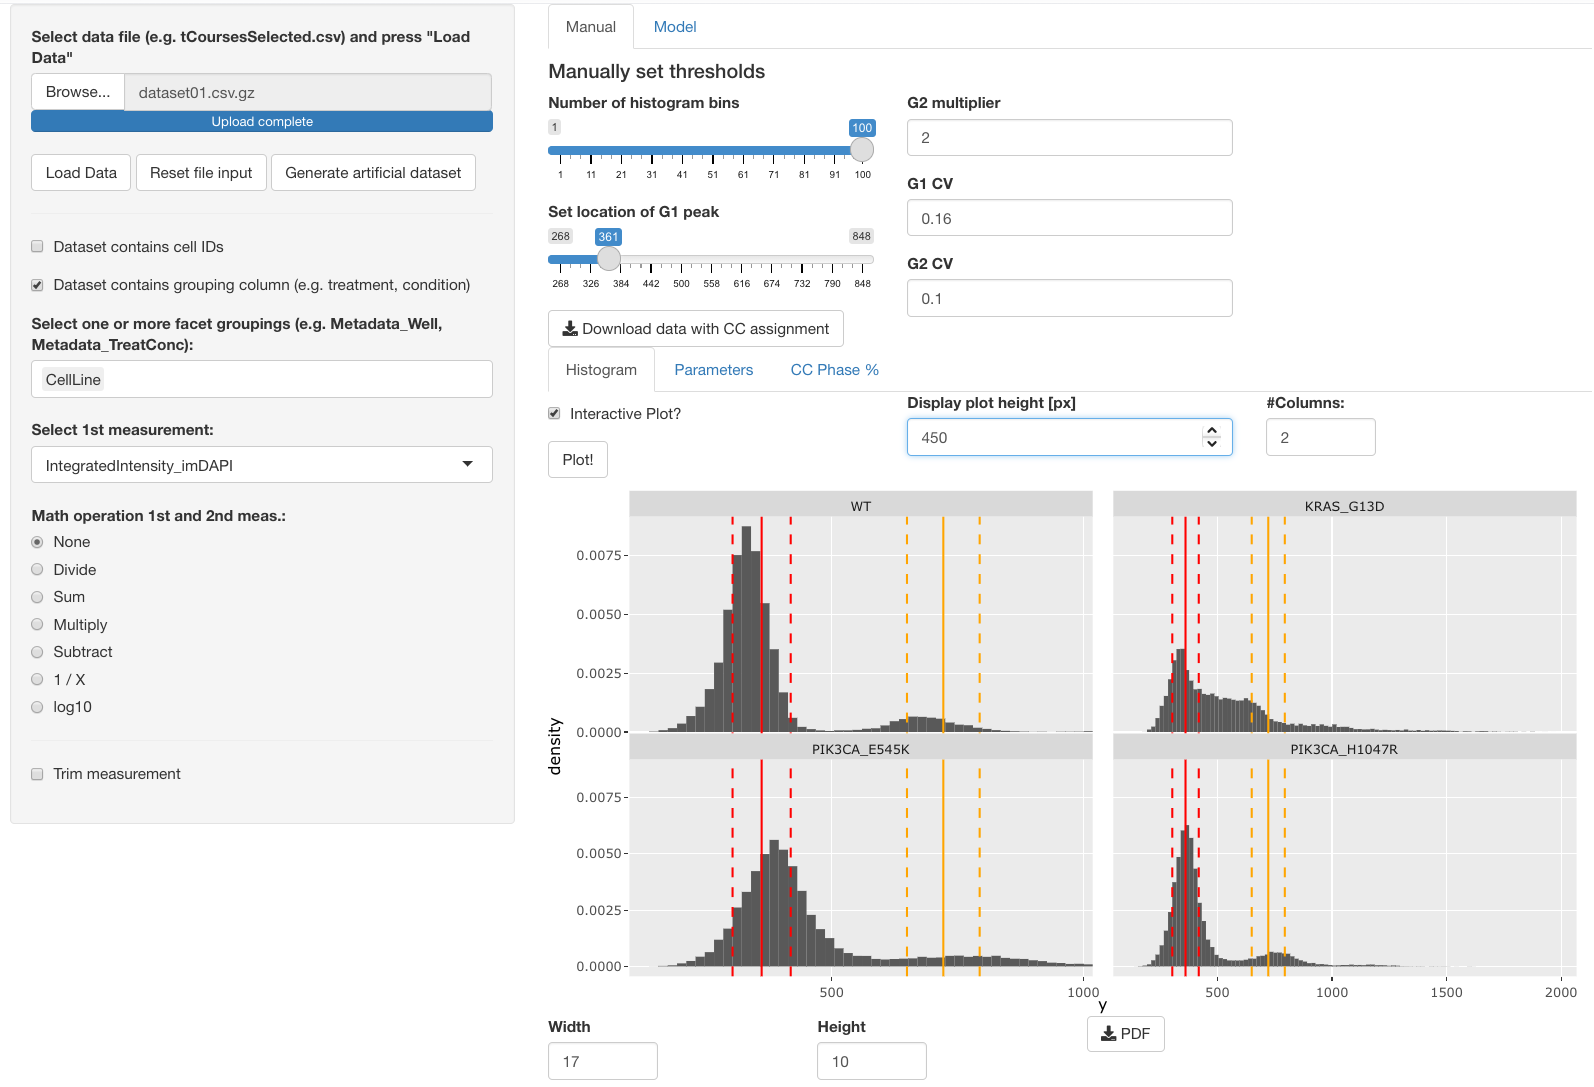 Select data file (e.g. tCoursesSelected.csv) and press "Load
Data"
Browse...
dataset01.csv.gz
Upload complete
Load Data
Reset file input
Generate artificial dataset
Dataset contains cell IDs
Dataset contains grouping column (e.g. treatment, condition)
Select one or more facet groupings (e.g. Metadata_Well,
Metadata_TreatConc):
CellLine
Select 1st measurement:
IntegratedIntensity_imDAPI
Math operation 1st and 2nd meas.:
None
Divide
Sum
Multiply
Subtract
1 / X
log10
Trim measurement
Manual
Model
Manually set thresholds
Number of histogram bins
1
100
1 11 21 31 41 51 61 71 81 91 100
Set location of G1 peak
268
361
848
268 326 384 442 500 558 616 674 732 790 848
G2 multiplier
2
G1 CV
0.16
G2 CV
0.1
Download data with CC assignment
Histogram
Parameters
CC Phase %
Interactive Plot?
Plot!
Display plot height [px]
450
#Columns:
2
WT
KRAS_G13D
0.0075
0.0050
0.0025
0.0000
density
PIK3CA_E545K
PIK3CA_H1047R
0.0075
0.0050
0.0025
0.0000
500 1000
500 1000 1500 2000
y
Width
17
Height
10
PDF